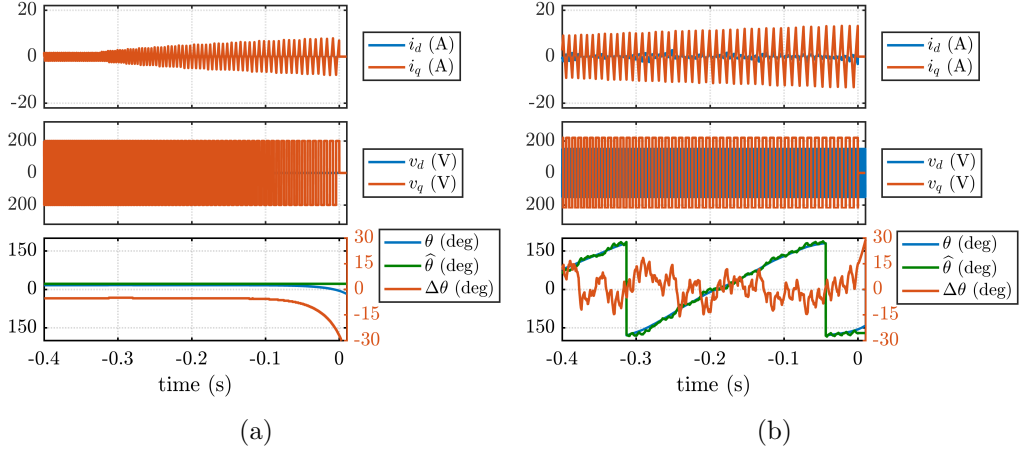 20
0
-20
i_d (A)
i_q (A)
200
0
200
v_d (V)
v_q (V)
150
0
150
30
15
0
-15
-30
θ (deg)
θ̂ (deg)
Δθ (deg)
-0.4 -0.3 -0.2 -0.1 0
time (s)
(a)
20
0
-20
i_d (A)
i_q (A)
200
0
200
v_d (V)
v_q (V)
150
0
150
30
15
0
-15
-30
θ (deg)
θ̂ (deg)
Δθ (deg)
-0.4 -0.3 -0.2 -0.1 0
time (s)
(b)